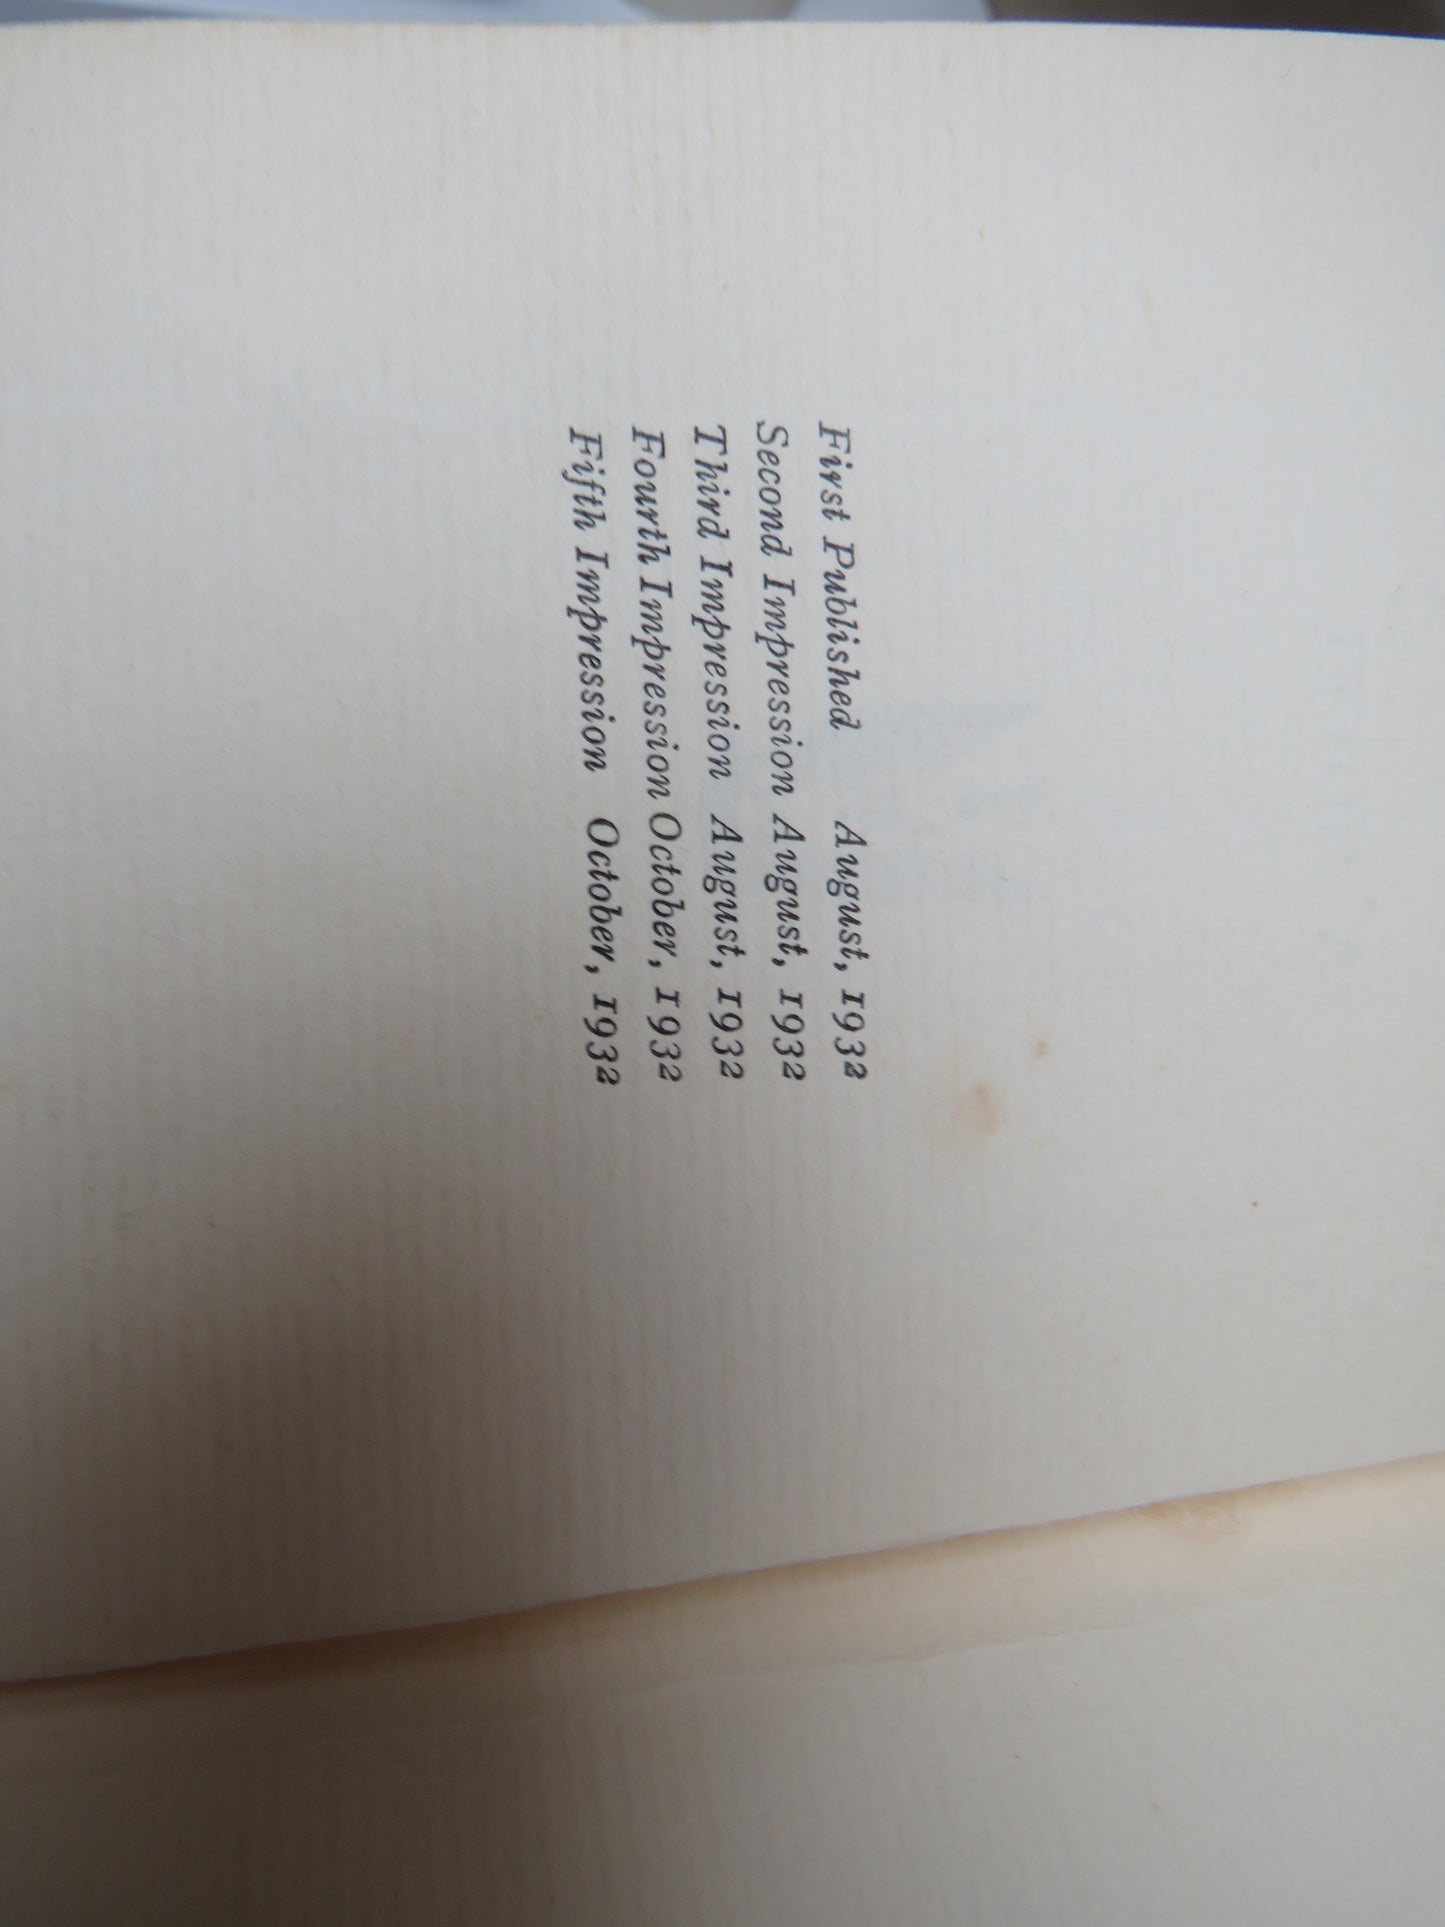 First Published August, 1932
Second Impression August, 1932
Third Impression August, 1932
Fourth Impression October, 1932
Fifth Impression October, 1932